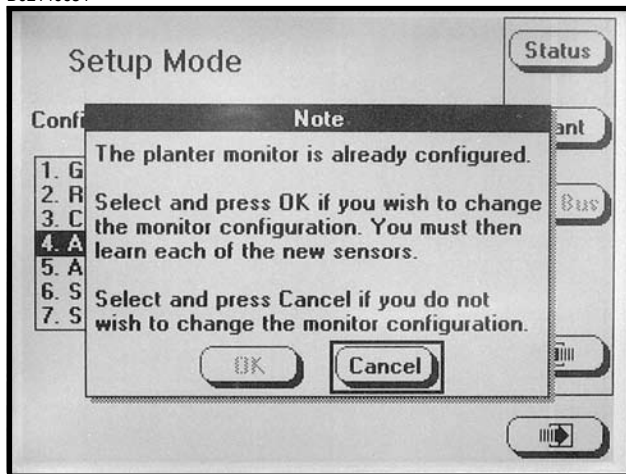 Setup Mode
Status
Confi
Note
ant
The planter monitor is already configured.
1. G
2. R
3. C
4. A
5. A
6. S
7. S
Select and press OK if you wish to change
the monitor configuration. You must then
learn each of the new sensors.
Bus
Select and press Cancel if you do not
wish to change the monitor configuration.
OK
Cancel